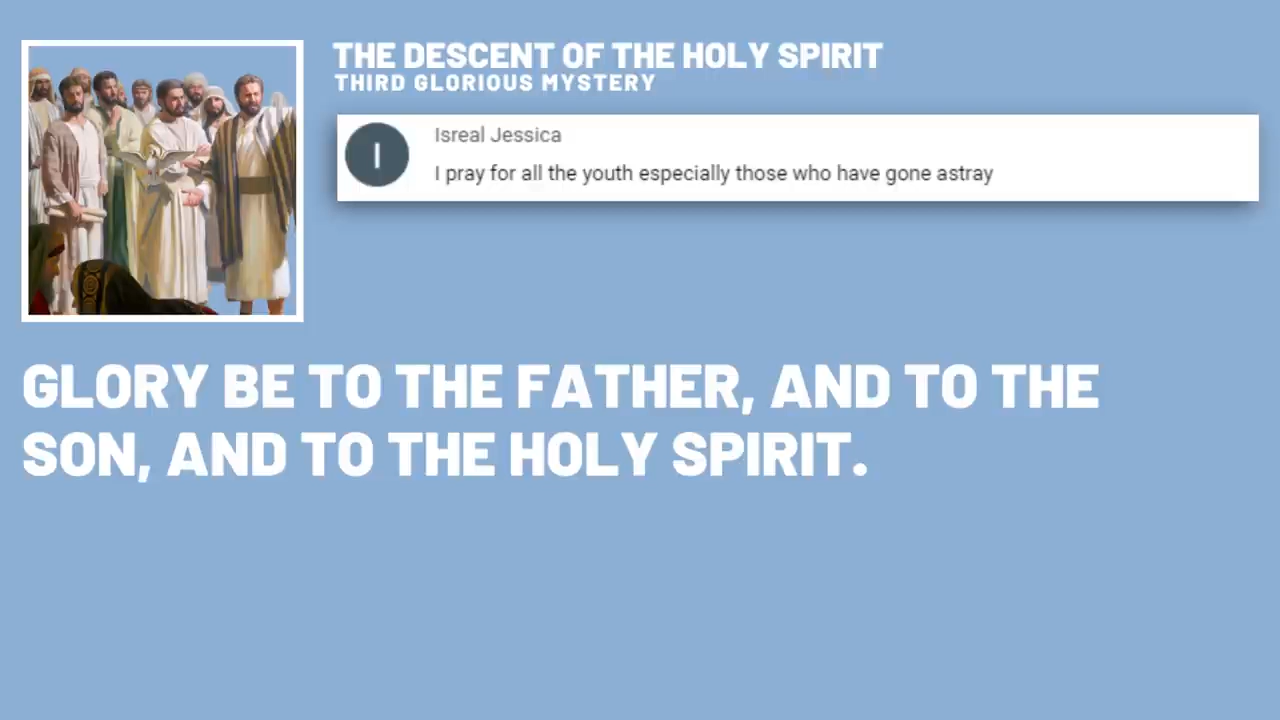 THE DESCENT OF THE HOLY SPIRIT
THIRD GLORIOUS MYSTERY
I
Isreal Jessica
I pray for all the youth especially those who have gone astray
GLORY BE TO THE FATHER, AND TO THE
SON, AND TO THE HOLY SPIRIT.